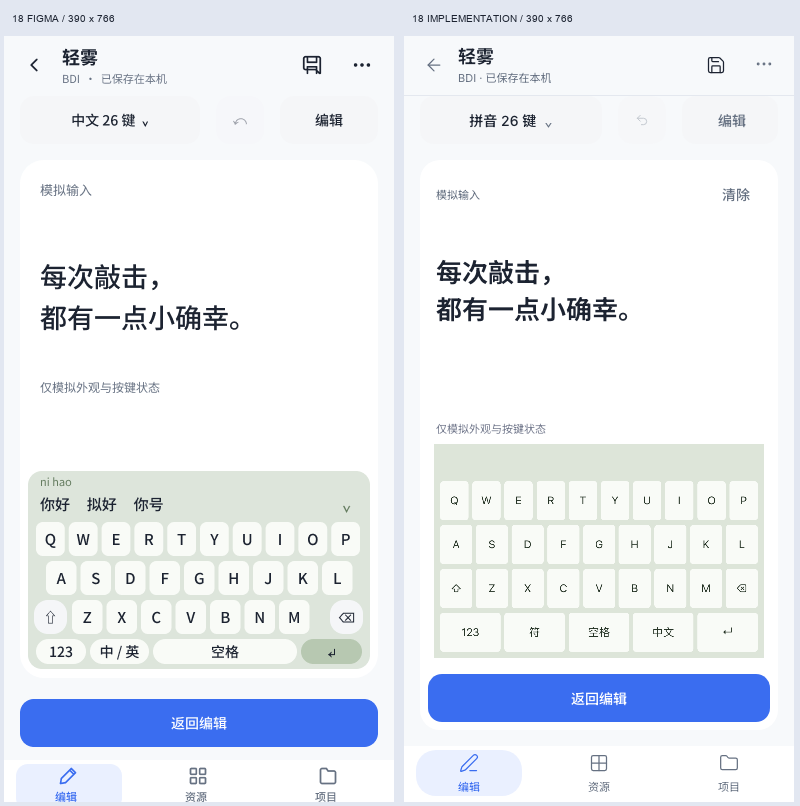 18 FIGMA / 390 x 766
轻雾
BDI • 已保存在本机
中文 26 键
编辑
模拟输入
每次敲击，
都有一点小确幸。
仅模拟外观与按键状态
ni hao
你好 拟好 你号
Q W E R T Y U I O P
A S D F G H J K L
Z X C V B N M
123 中 / 英 空格
返回编辑
编辑 资源 项目
18 IMPLEMENTATION / 390 x 766
轻雾
BDI · 已保存在本机
拼音 26 键
编辑
模拟输入
清除
每次敲击，
都有一点小确幸。
仅模拟外观与按键状态
Q W E R T Y U I O P
A S D F G H J K L
Z X C V B N M
123 符 空格 中文
返回编辑
编辑 资源 项目